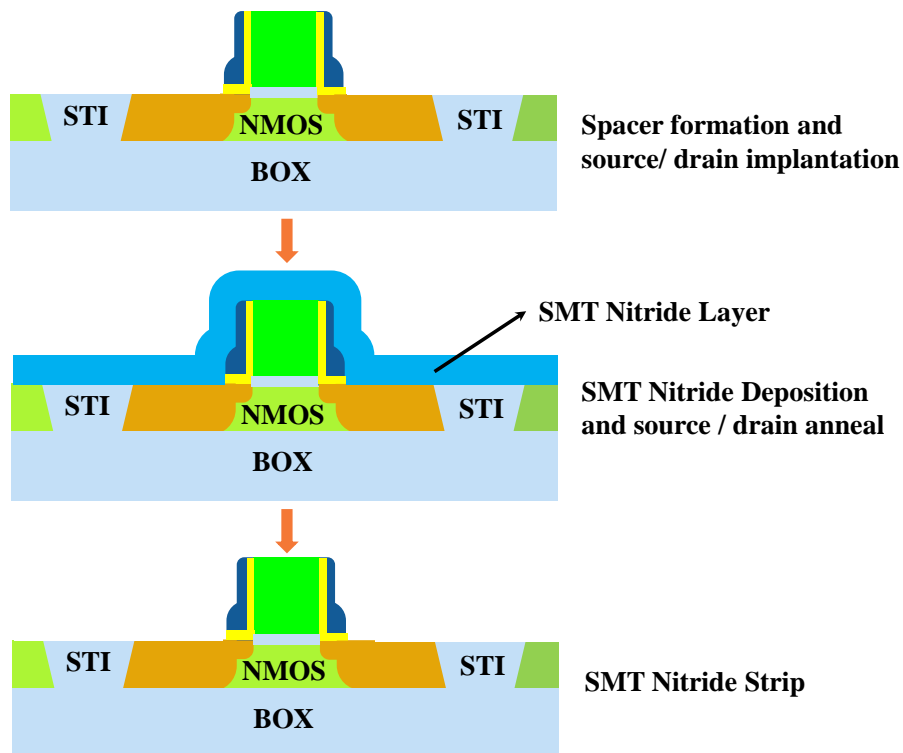 STI
NMOS
STI
BOX
Spacer formation and
source/ drain implantation
SMT Nitride Layer
STI
NMOS
STI
BOX
SMT Nitride Deposition
and source / drain anneal
STI
NMOS
STI
BOX
SMT Nitride Strip